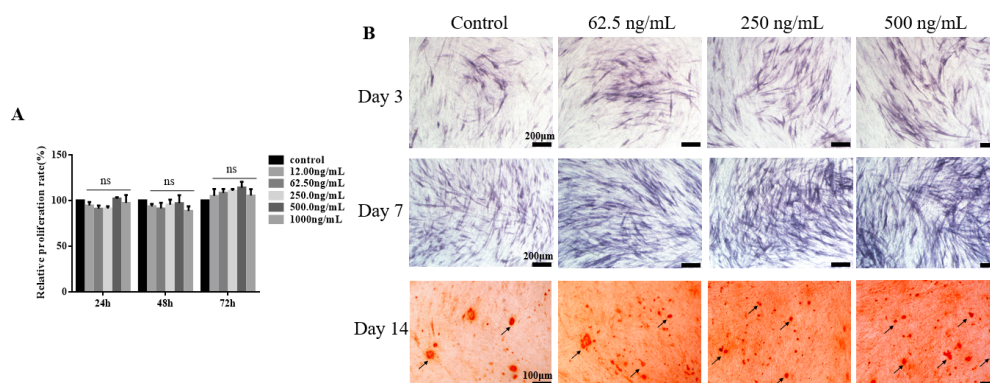 A
Relative proliferation rate(%)
150
100
50
0
ns
ns
ns
24h
48h
72h
control
12.00ng/mL
62.50ng/mL
250.0ng/mL
500.0ng/mL
1000ng/mL
B
Control
62.5 ng/mL
250 ng/mL
500 ng/mL
Day 3
200μm
Day 7
200μm
Day 14
100μm